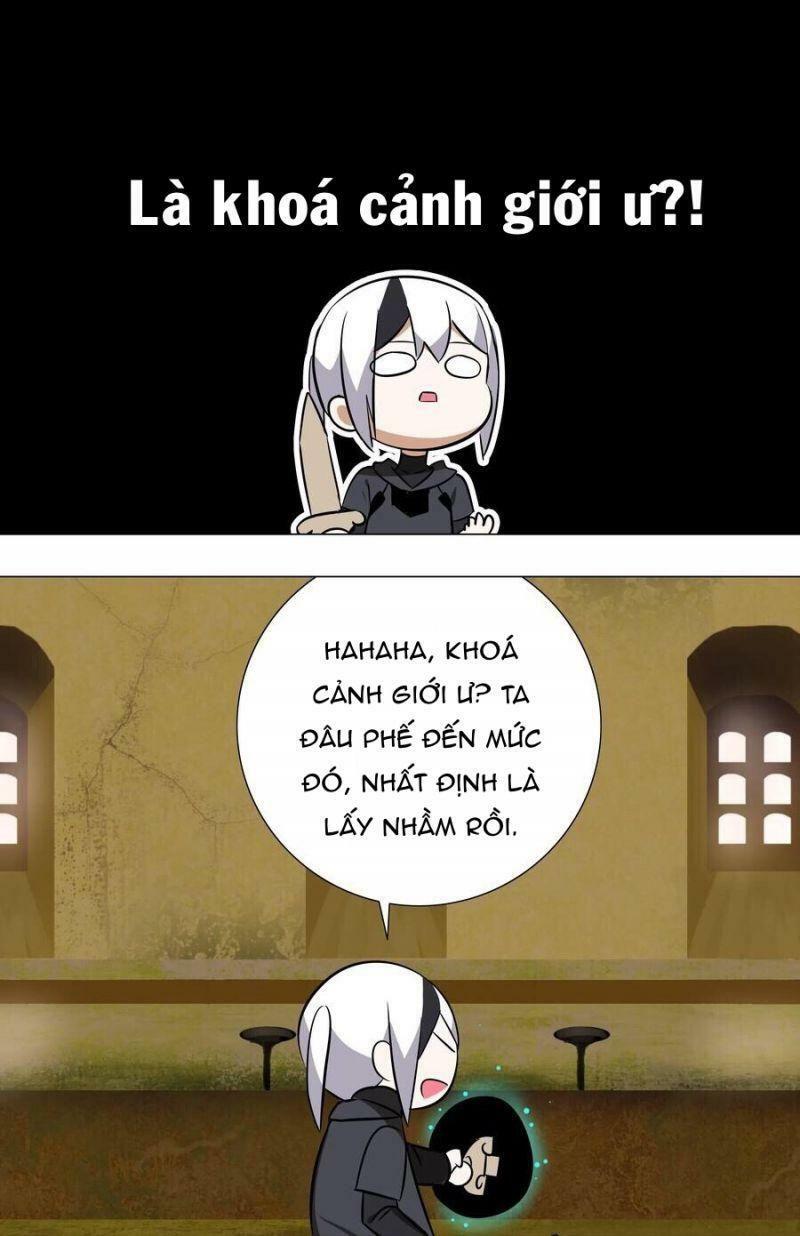 Là khoá cảnh giới ư?!
HAHAHA, KHOÁ
CẢNH GIỚI Ư? TA
ĐÂU PHẾ ĐẾN MỨC
ĐÓ, NHẤT ĐỊNH LÀ
LẤY NHẦM RỒI.